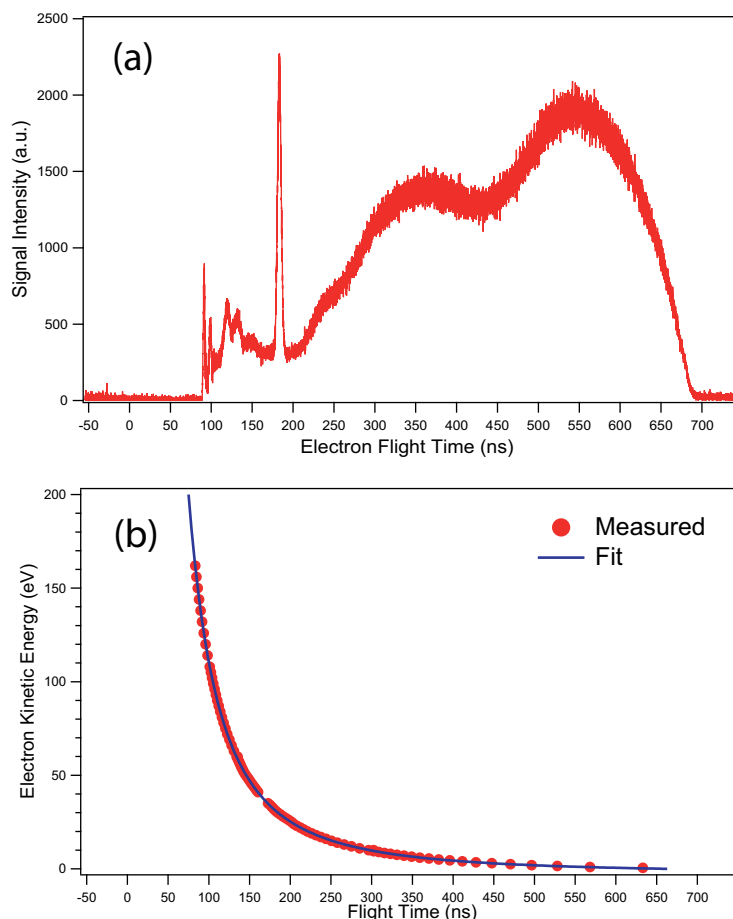 2500
(a)
2000
1500
1000
500
0
Signal Intensity (a.u.)
-50 0 50 100 150 200 250 300 350 400 450 500 550 600 650 700
Electron Flight Time (ns)
200
(b)
Measured
Fit
150
100
50
0
Electron Kinetic Energy (eV)
-50 0 50 100 150 200 250 300 350 400 450 500 550 600 650 700
Flight Time (ns)